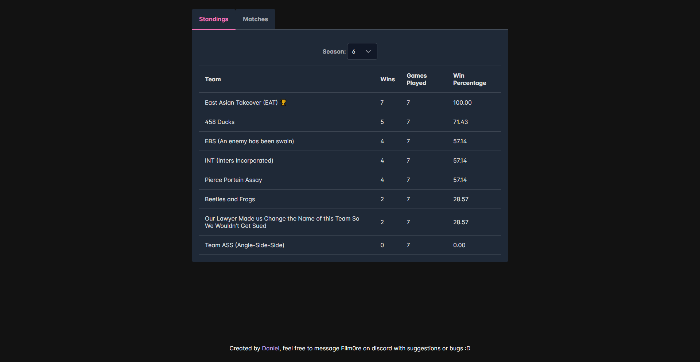 Standings Matches
Season: 6
Team Wins Games Played Win Percentage
East Asian Takeover (EAT) 🏆 7 7 100.00
458 Ducks 5 7 71.43
EBS (An enemy has been swain) 4 7 57.14
INT (Inters Incorporated) 4 7 57.14
Pierce Portein Assay 4 7 57.14
Beetles and Frogs 2 7 28.57
Our Lawyer Made us Change the Name of this Team So
We Wouldn't Get Sued 2 7 28.57
Team ASS (Angle-Side-Side) 0 7 0.00
Created by Daniel, feel free to message Film0re on discord with suggestions or bugs :D